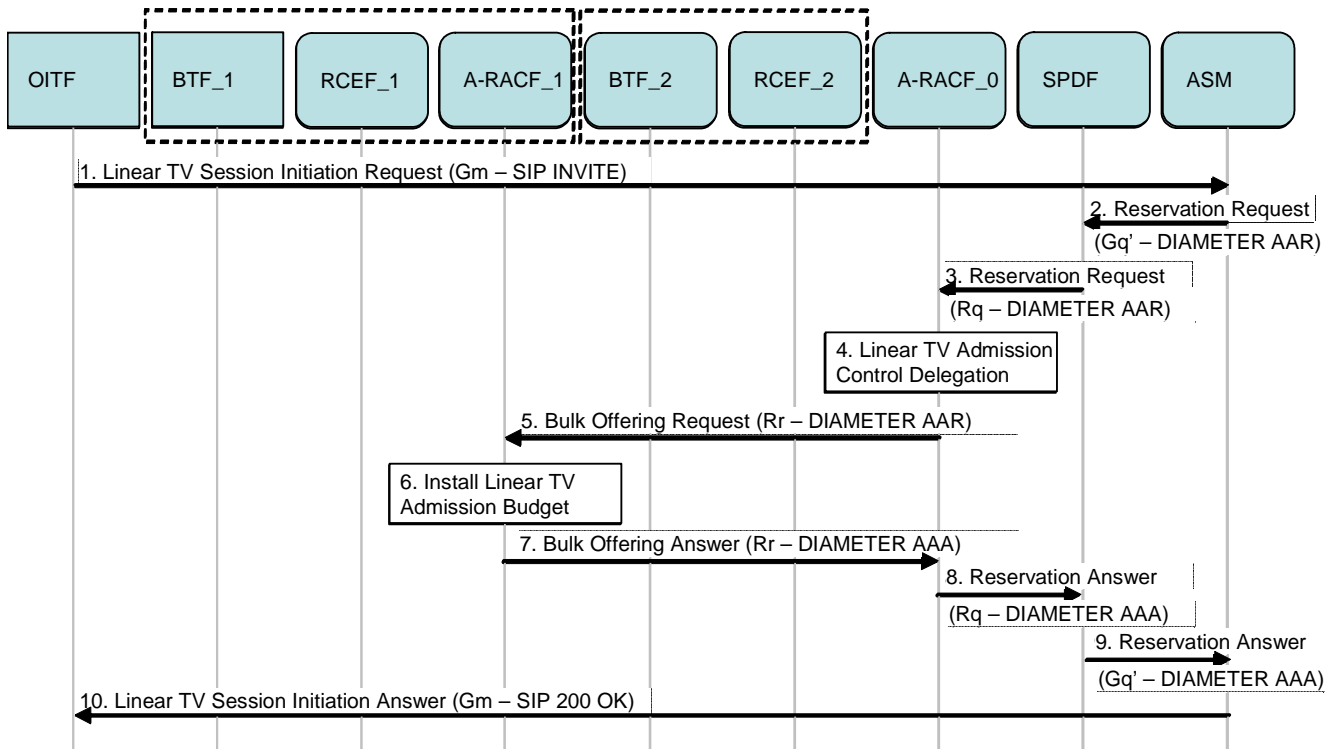 OITF
BTF_1
RCEF_1
A-RACF_1
BTF_2
RCEF_2
A-RACF_0
SPDF
ASM
1. Linear TV Session Initiation Request (Gm – SIP INVITE)
2. Reservation Request
(Gq’ – DIAMETER AAR)
3. Reservation Request
(Rq – DIAMETER AAR)
4. Linear TV Admission
Control Delegation
5. Bulk Offering Request (Rr – DIAMETER AAR)
6. Install Linear TV
Admission Budget
7. Bulk Offering Answer (Rr – DIAMETER AAA)
8. Reservation Answer
(Rq – DIAMETER AAA)
9. Reservation Answer
(Gq’ – DIAMETER AAA)
10. Linear TV Session Initiation Answer (Gm – SIP 200 OK)